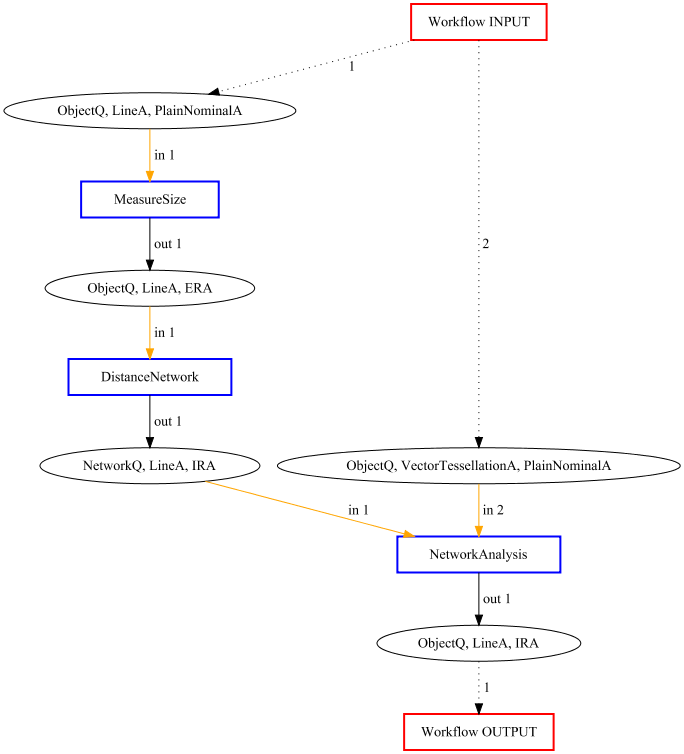 Workflow INPUT
1
ObjectQ, LineA, PlainNominalA
in 1
MeasureSize
out 1
2
ObjectQ, LineA, ERA
in 1
DistanceNetwork
out 1
NetworkQ, LineA, IRA
ObjectQ, VectorTessellationA, PlainNominalA
in 1
in 2
NetworkAnalysis
out 1
ObjectQ, LineA, IRA
1
Workflow OUTPUT